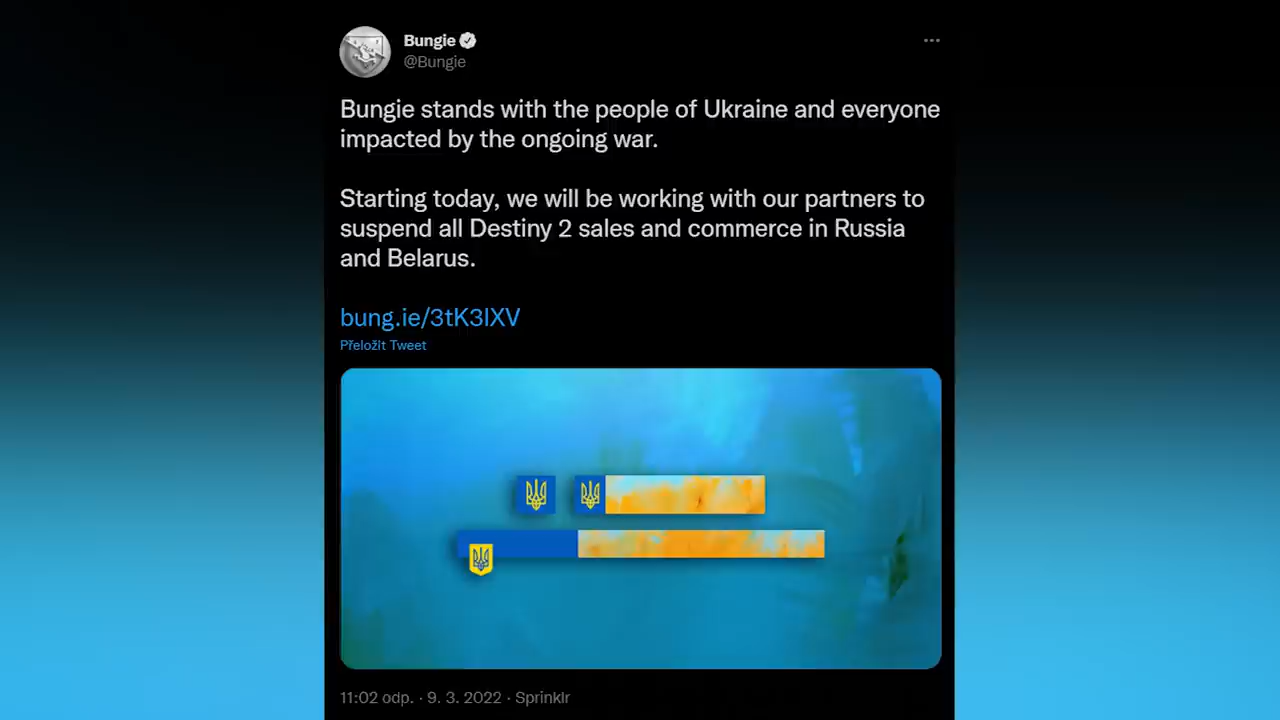 Bungie
@Bungie
Bungie stands with the people of Ukraine and everyone
impacted by the ongoing war.
Starting today, we will be working with our partners to
suspend all Destiny 2 sales and commerce in Russia
and Belarus.
bung.ie/3tK3lXV
Přeložit Tweet
11:02 odp. · 9. 3. 2022 · Sprinklr